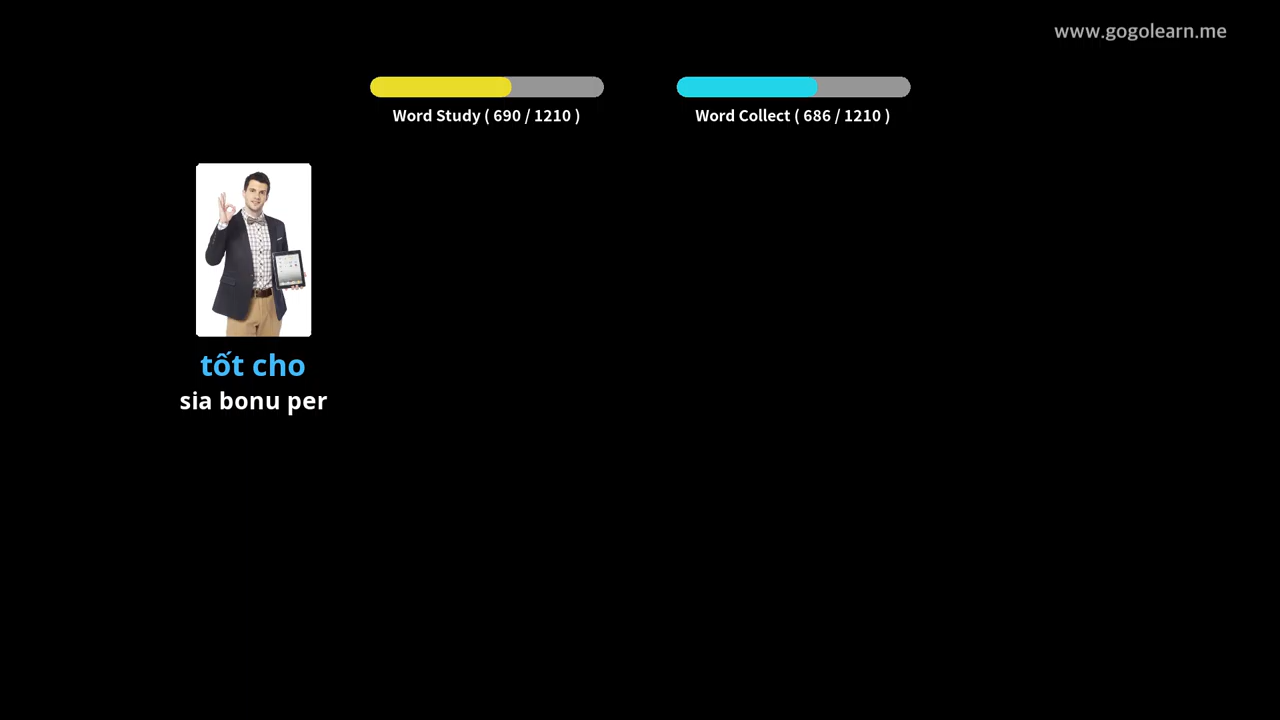 www.gogolearn.me
Word Study ( 690 / 1210 )
Word Collect ( 686 / 1210 )
tốt cho
sia bonu per